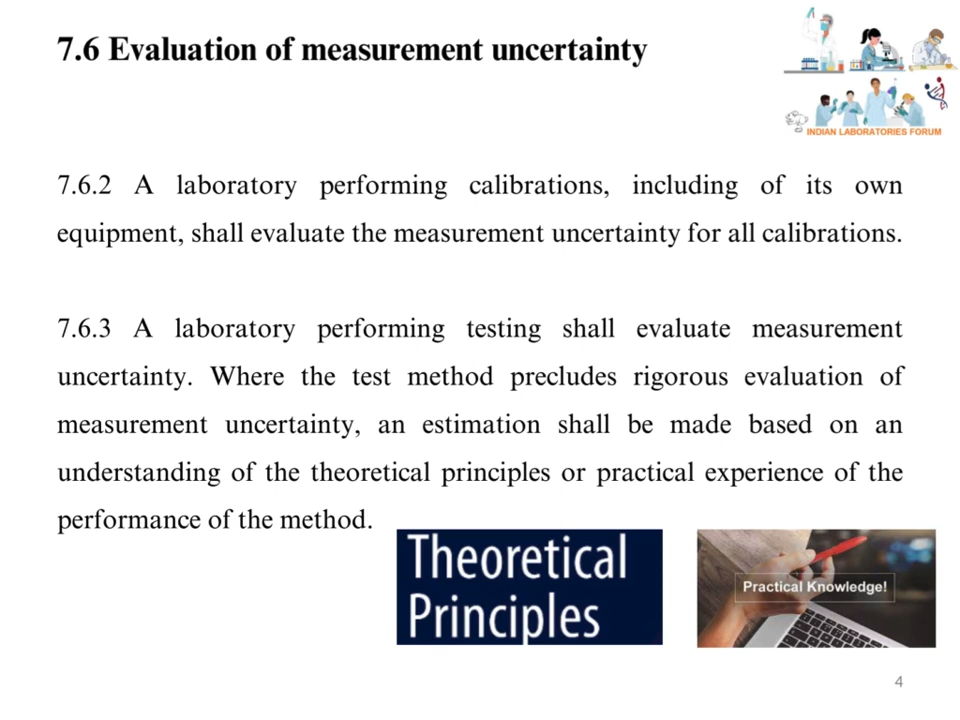 7.6 Evaluation of measurement uncertainty
INDIAN LABORATORIES FORUM
7.6.2 A laboratory performing calibrations, including of its own
equipment, shall evaluate the measurement uncertainty for all calibrations.
7.6.3 A laboratory performing testing shall evaluate measurement
uncertainty. Where the test method precludes rigorous evaluation of
measurement uncertainty, an estimation shall be made based on an
understanding of the theoretical principles or practical experience of the
performance of the method.
Theoretical
Principles
Practical Knowledge!
4